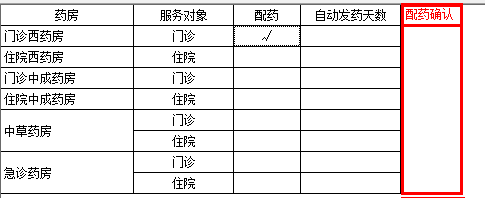 药房 服务对象 配药 自动发药天数 配药确认
门诊西药房 门诊 √
住院西药房 住院
门诊中成药房 门诊
住院中成药房 住院
中草药房 门诊
住院
急诊药房 门诊
住院